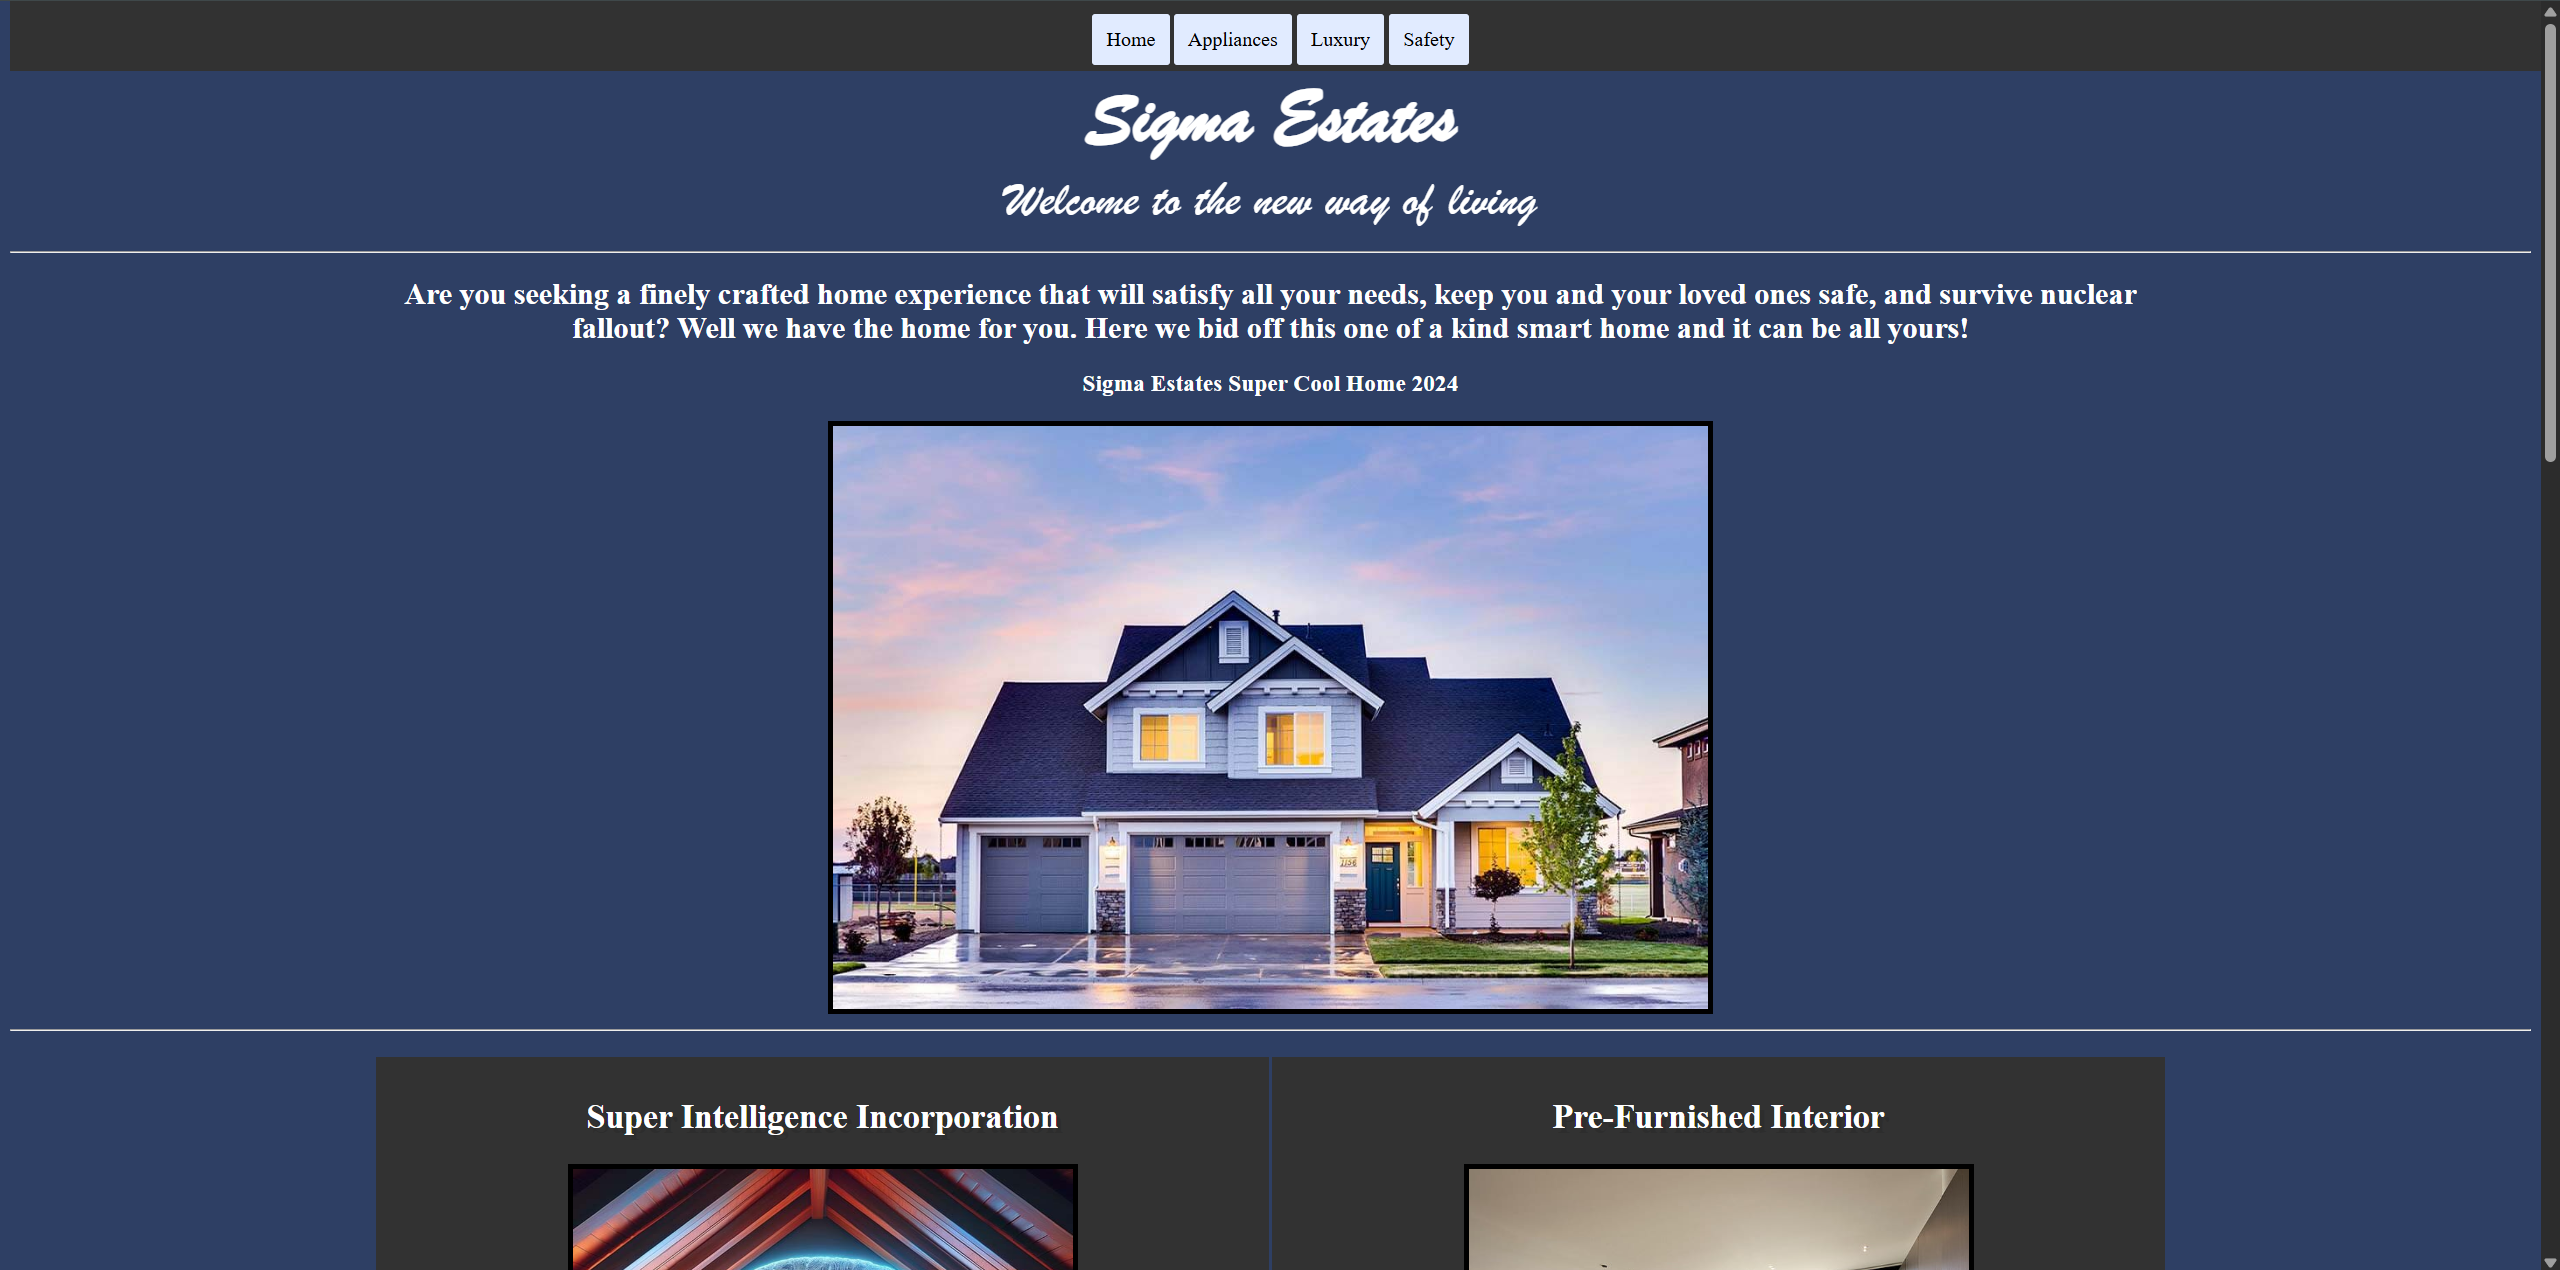 Home Appliances Luxury Safety
Sigma Estates
Welcome to the new way of living
Are you seeking a finely crafted home experience that will satisfy all your needs, keep you and your loved ones safe, and survive nuclear
fallout? Well we have the home for you. Here we bid off this one of a kind smart home and it can be all yours!
Sigma Estates Super Cool Home 2024
Super Intelligence Incorporation
Pre-Furnished Interior